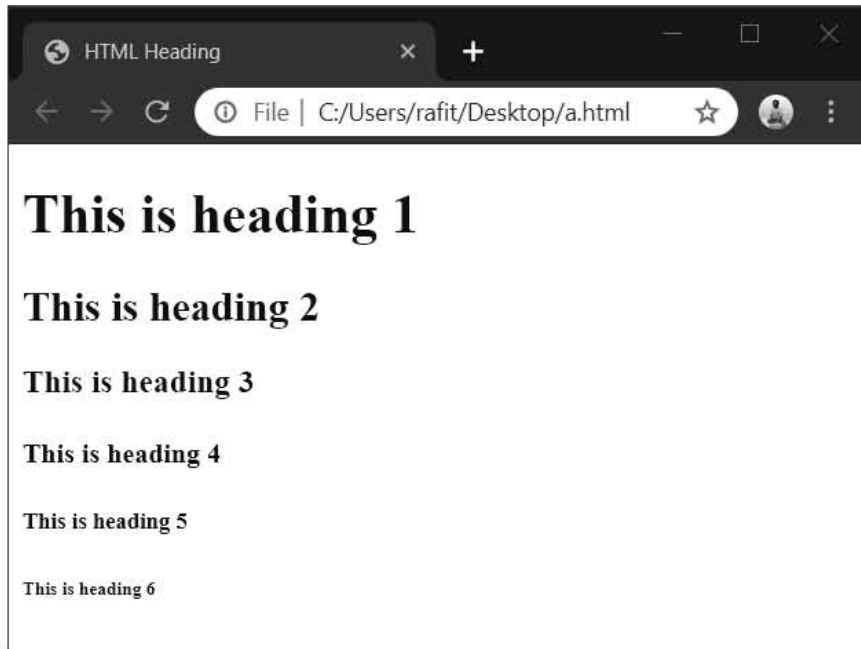 HTML Heading
File | C:/Users/rafit/Desktop/a.html
This is heading 1
This is heading 2
This is heading 3
This is heading 4
This is heading 5
This is heading 6